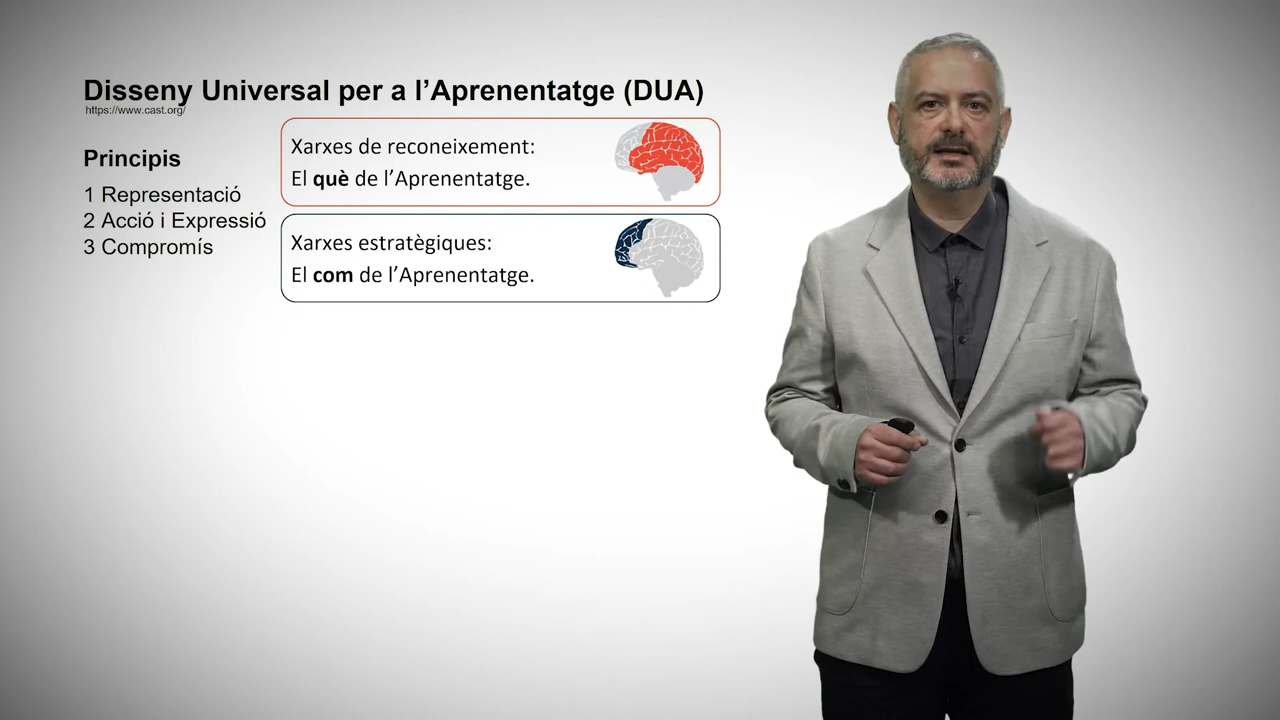 Disseny Universal per a l’Aprenentatge (DUA)
https://www.cast.org/
Principis
1 Representació
2 Acció i Expressió
3 Compromís
Xarxes de reconeixement:
El què de l’Aprenentatge.
Xarxes estratègiques:
El com de l’Aprenentatge.